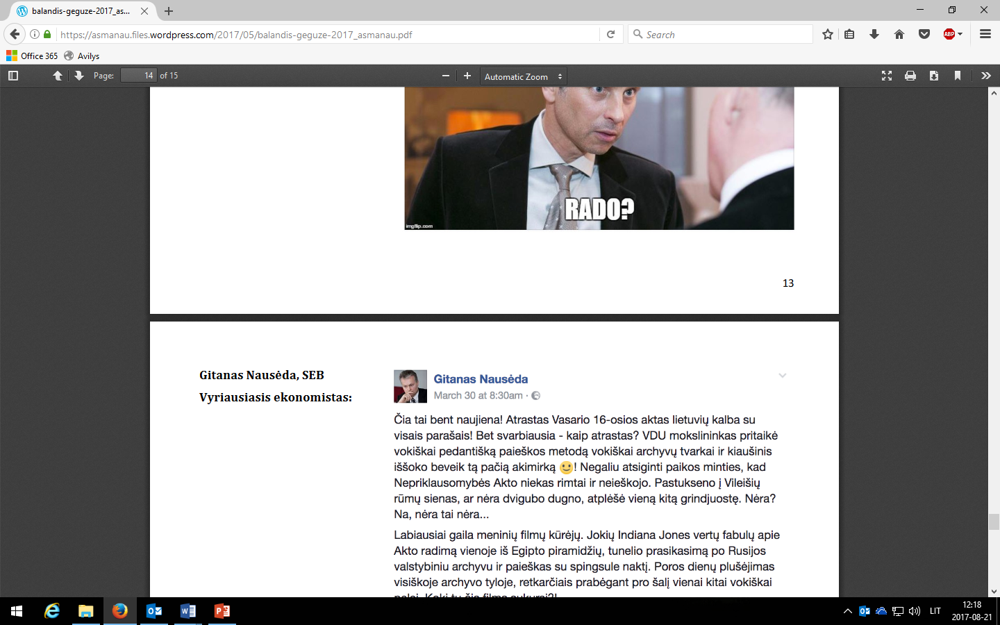 balandis-geguze-2017_as...
https://asmanau.files.wordpress.com/2017/05/balandis-geguze-2017_asmanau.pdf
Search
ABP
Office 365
Avilys
Page:
14
of 15
Automatic Zoom
RADO?
imgflip.com
13
Gitanas Nausėda, SEB
Vyriausiasis ekonomistas:
Gitanas Nausėda
March 30 at 8:30am ·
Čia tai bent naujiena! Atrastas Vasario 16-osios aktas lietuvių kalba su
visais parašais! Bet svarbiausia - kaip atrastas? VDU mokslininkas pritaikė
vokiškai pedantišką paieškos metodą vokiškai archyvų tvarkai ir kiaušinis
iššoko beveik tą pačią akimirką 🙂! Negaliu atsiginti paikos minties, kad
Nepriklausomybės Akto niekas rimtai ir neieškojo. Pastukseno į Vileišių
rūmų sienas, ar nėra dvigubo dugno, atplėšė vieną kitą grindjuostę. Nėra?
Na, nėra tai nėra...
Labiausiai gaila meninių filmų kūrėjų. Jokių Indiana Jones vertų fabulų apie
Akto radimą vienoje iš Egipto piramidžių, tunelio prasikasimą po Rusijos
valstybiniu archyvu ir paieškas su spingsule naktį. Poros dienų plušėjimas
visiškoje archyvo tyloje, retkarčiais prabėgant pro šalį vienai kitai vokiškai
pelei. Kokį tu čia filmą sukursi?!
LIT
12:18
2017-08-21